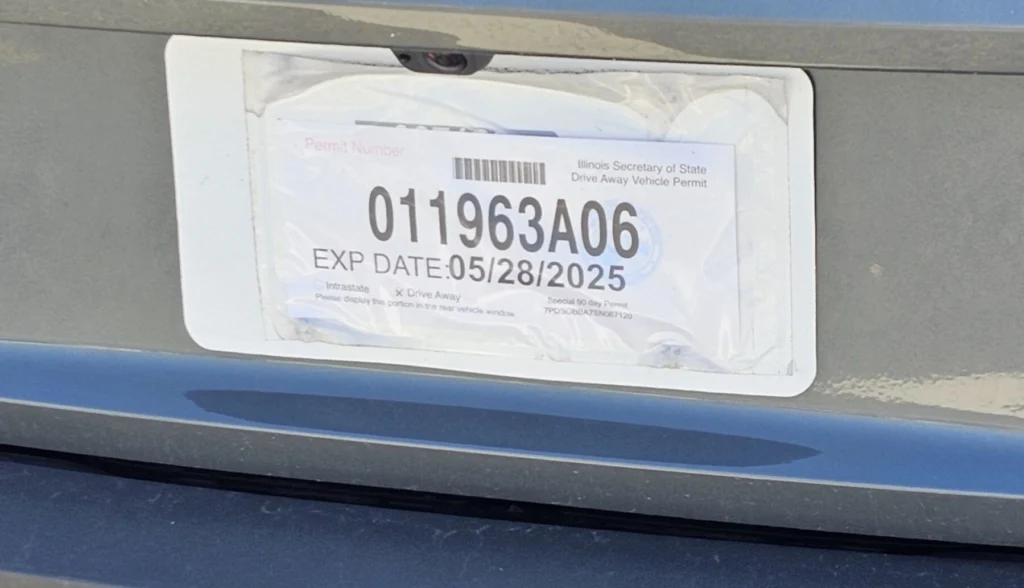 Permit Number
Illinois Secretary of State
Drive Away Vehicle Permit
011963A06
EXP DATE:05/28/2025
Intrastate x Drive Away
Please display this portion in the rear vehicle window
Special 90 day Permit